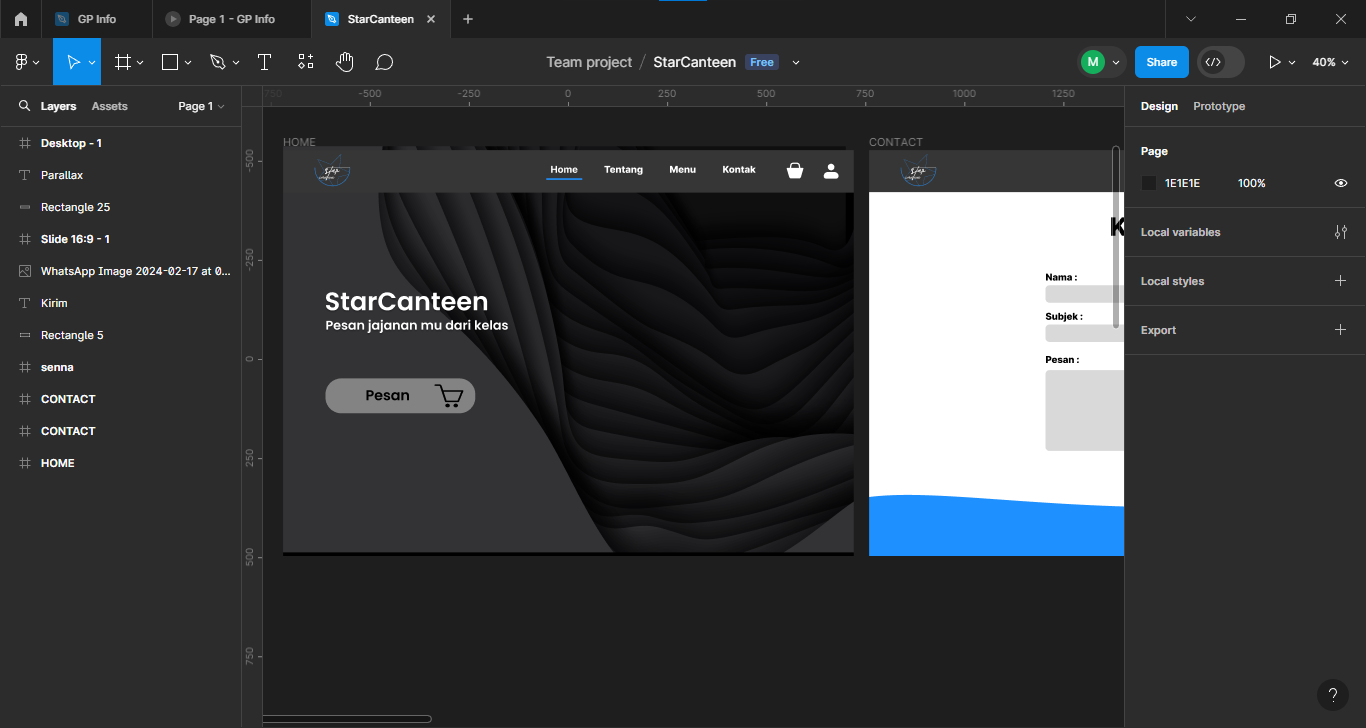 GP Info
Page 1 - GP Info
StarCanteen
Team project / StarCanteen Free
M
Share
40%
Layers Assets Page 1
Desktop - 1
Parallax
Rectangle 25
Slide 16:9 - 1
WhatsApp Image 2024-02-17 at 0...
Kirim
Rectangle 5
senna
CONTACT
CONTACT
HOME
-750 -500 -250 0 250 500 750 1000 1250
-500
-250
0
250
500
750
HOME
Star
Home Tentang Menu Kontak
StarCanteen
Pesan jajanan mu dari kelas
Pesan
CONTACT
Star
K
Nama :
Subjek :
Pesan :
Design Prototype
Page
1E1E1E 100%
Local variables
Local styles
Export
?